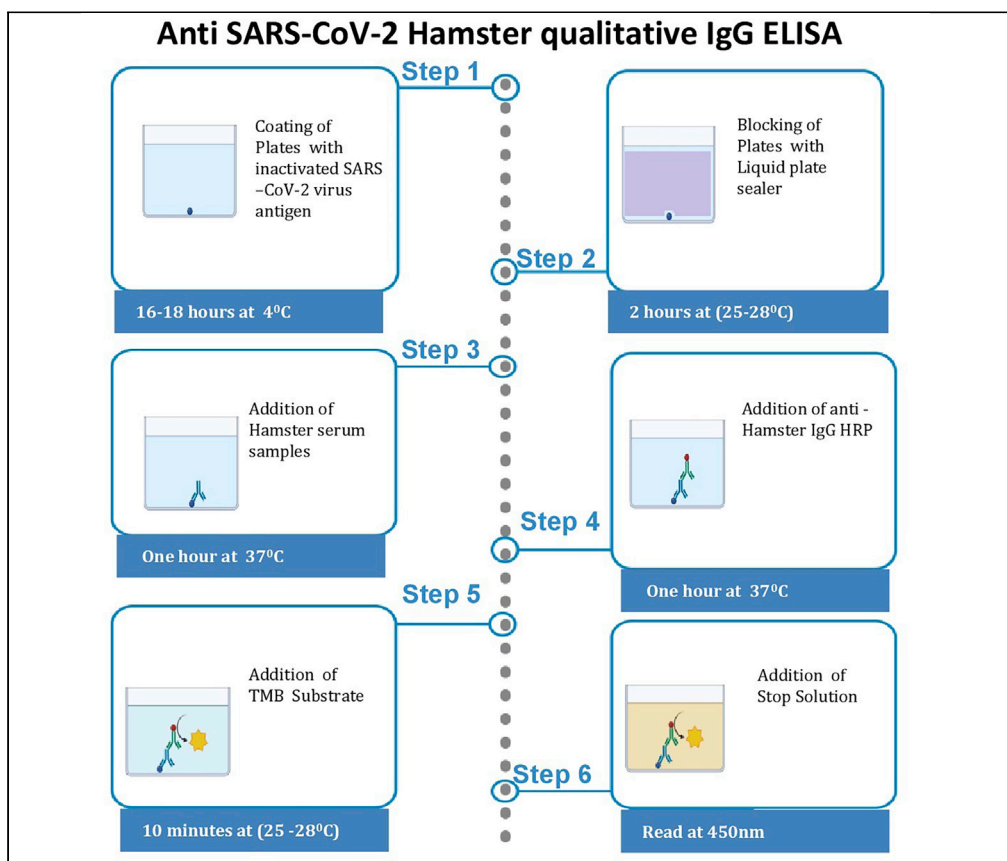 Anti SARS-CoV-2 Hamster qualitative IgG ELISA
Step 1
Coating of
Plates with
inactivated SARS
–CoV-2 virus
antigen
16-18 hours at 4⁰C
Step 2
Blocking of
Plates with
Liquid plate
sealer
2 hours at (25-28⁰C)
Step 3
Addition of
Hamster serum
samples
One hour at 37⁰C
Step 4
Addition of anti -
Hamster IgG HRP
One hour at 37⁰C
Step 5
Addition of
TMB Substrate
10 minutes at (25 -28⁰C)
Step 6
Addition of
Stop Solution
Read at 450nm